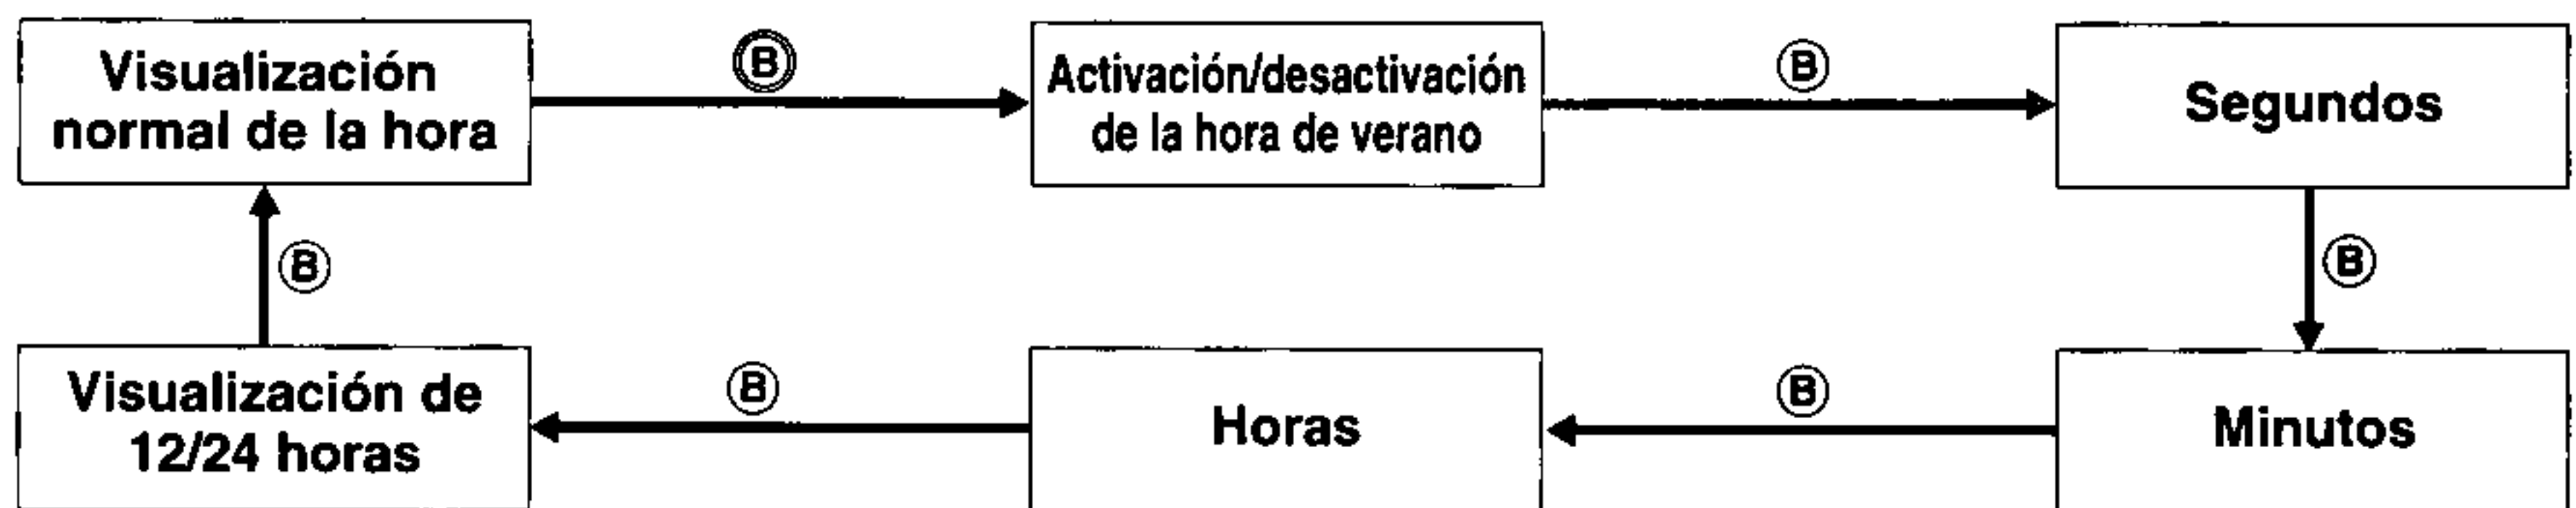 Visualización
normal de la hora
B
Activación/desactivación
de la hora de verano
B
Segundos
B
Minutos
B
Horas
B
Visualización de
12/24 horas
B